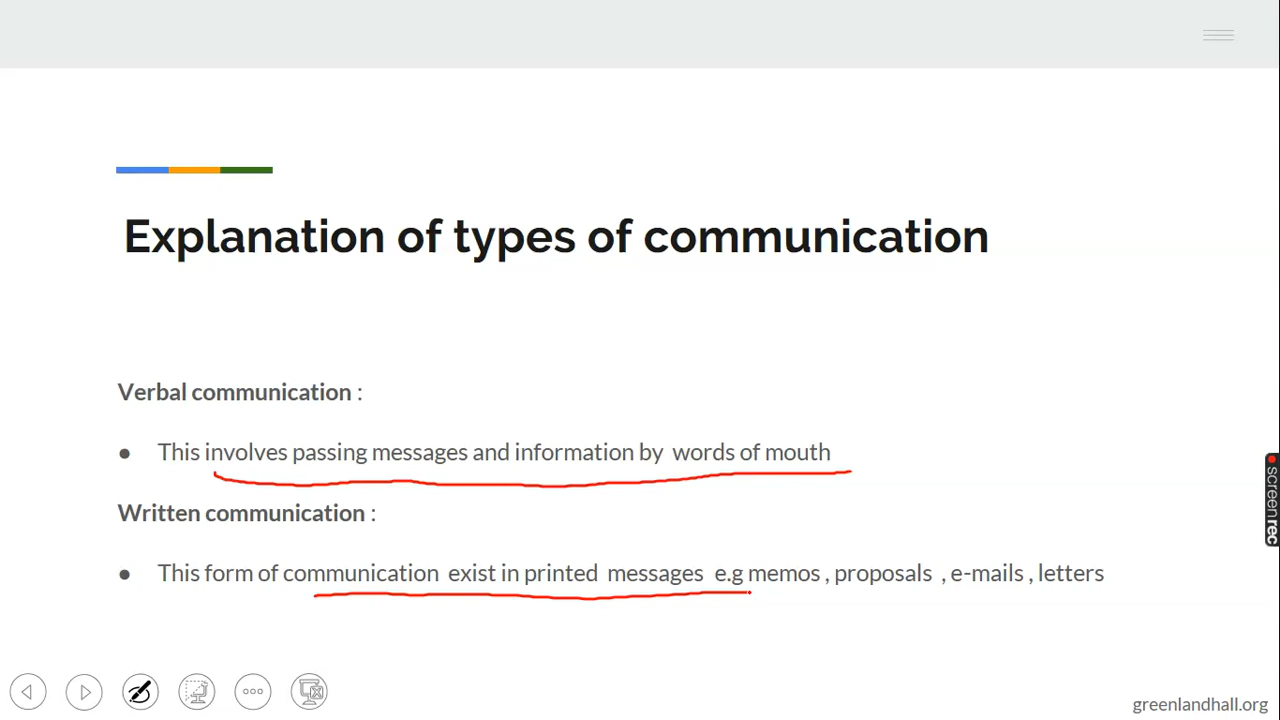 Explanation of types of communication
Verbal communication :
● This involves passing messages and information by words of mouth
Written communication :
● This form of communication exist in printed messages e.g memos , proposals , e-mails , letters
screenrec
greenlandhall.org